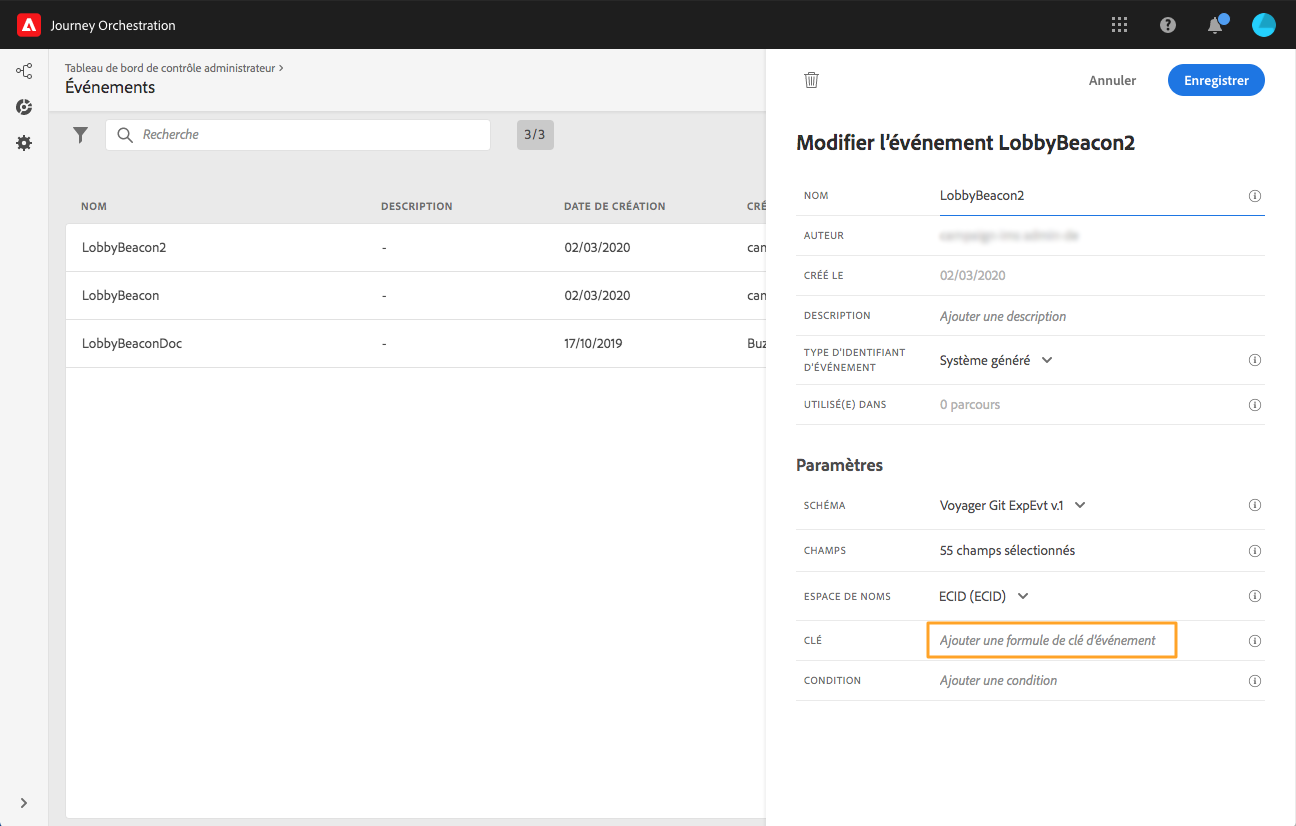 Journey Orchestration
Tableau de bord de contrôle administrateur >
Événements
Recherche
3/3
NOM DESCRIPTION DATE DE CRÉATION CRÉ
LobbyBeacon2 - 02/03/2020 can
LobbyBeacon - 02/03/2020 can
LobbyBeaconDoc - 17/10/2019 Buz
Annuler Enregistrer
Modifier l'événement LobbyBeacon2
NOM LobbyBeacon2
AUTEUR
CRÉÉ LE 02/03/2020
DESCRIPTION Ajouter une description
TYPE D'IDENTIFIANT
D'ÉVÉNEMENT Système généré
UTILISÉ(E) DANS 0 parcours
Paramètres
SCHÉMA Voyager Git ExpEvt v.1
CHAMPS 55 champs sélectionnés
ESPACE DE NOMS ECID (ECID)
CLÉ Ajouter une formule de clé d'événement
CONDITION Ajouter une condition